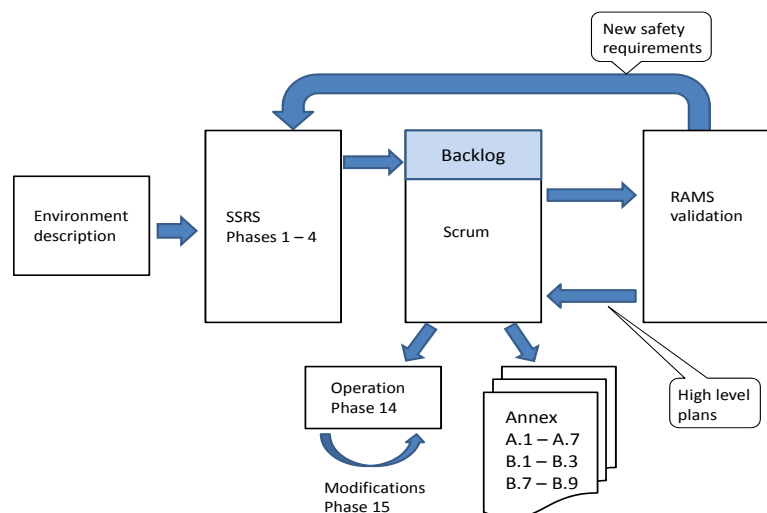 New safety
requirements
Backlog
Environment
description
SSRS
Phases 1 – 4
Scrum
RAMS
validation
Operation
Phase 14
Annex
A.1 – A.7
B.1 – B.3
B.7 – B.9
High level
plans
Modifications
Phase 15